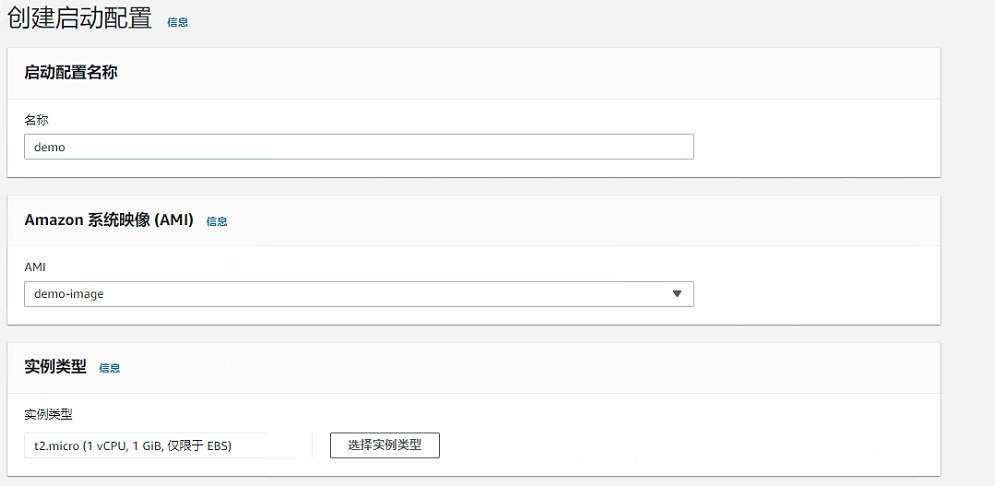 创建启动配置 信息
启动配置名称
名称
demo
Amazon 系统映像 (AMI) 信息
AMI
demo-image
实例类型 信息
实例类型
t2.micro (1 vCPU, 1 GiB, 仅限于 EBS) 选择实例类型